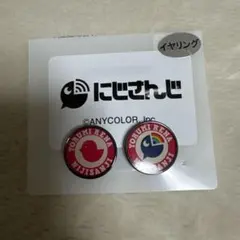 イヤリング
にじさんじ
©ANYCOLOR, Inc.
YORUMI RENA
NIJISANJI
YORUMI RENA
NIJISANJI